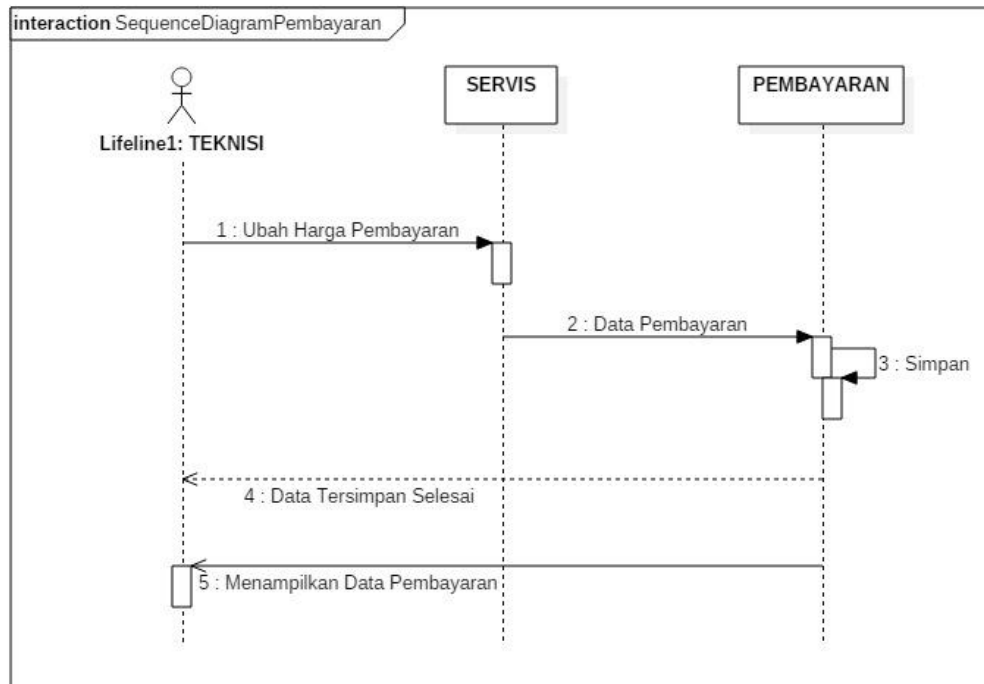 interaction SequenceDiagramPembayaran
Lifeline1: TEKNISI
SERVIS
PEMBAYARAN
1 : Ubah Harga Pembayaran
2 : Data Pembayaran
3 : Simpan
4 : Data Tersimpan Selesai
5 : Menampilkan Data Pembayaran